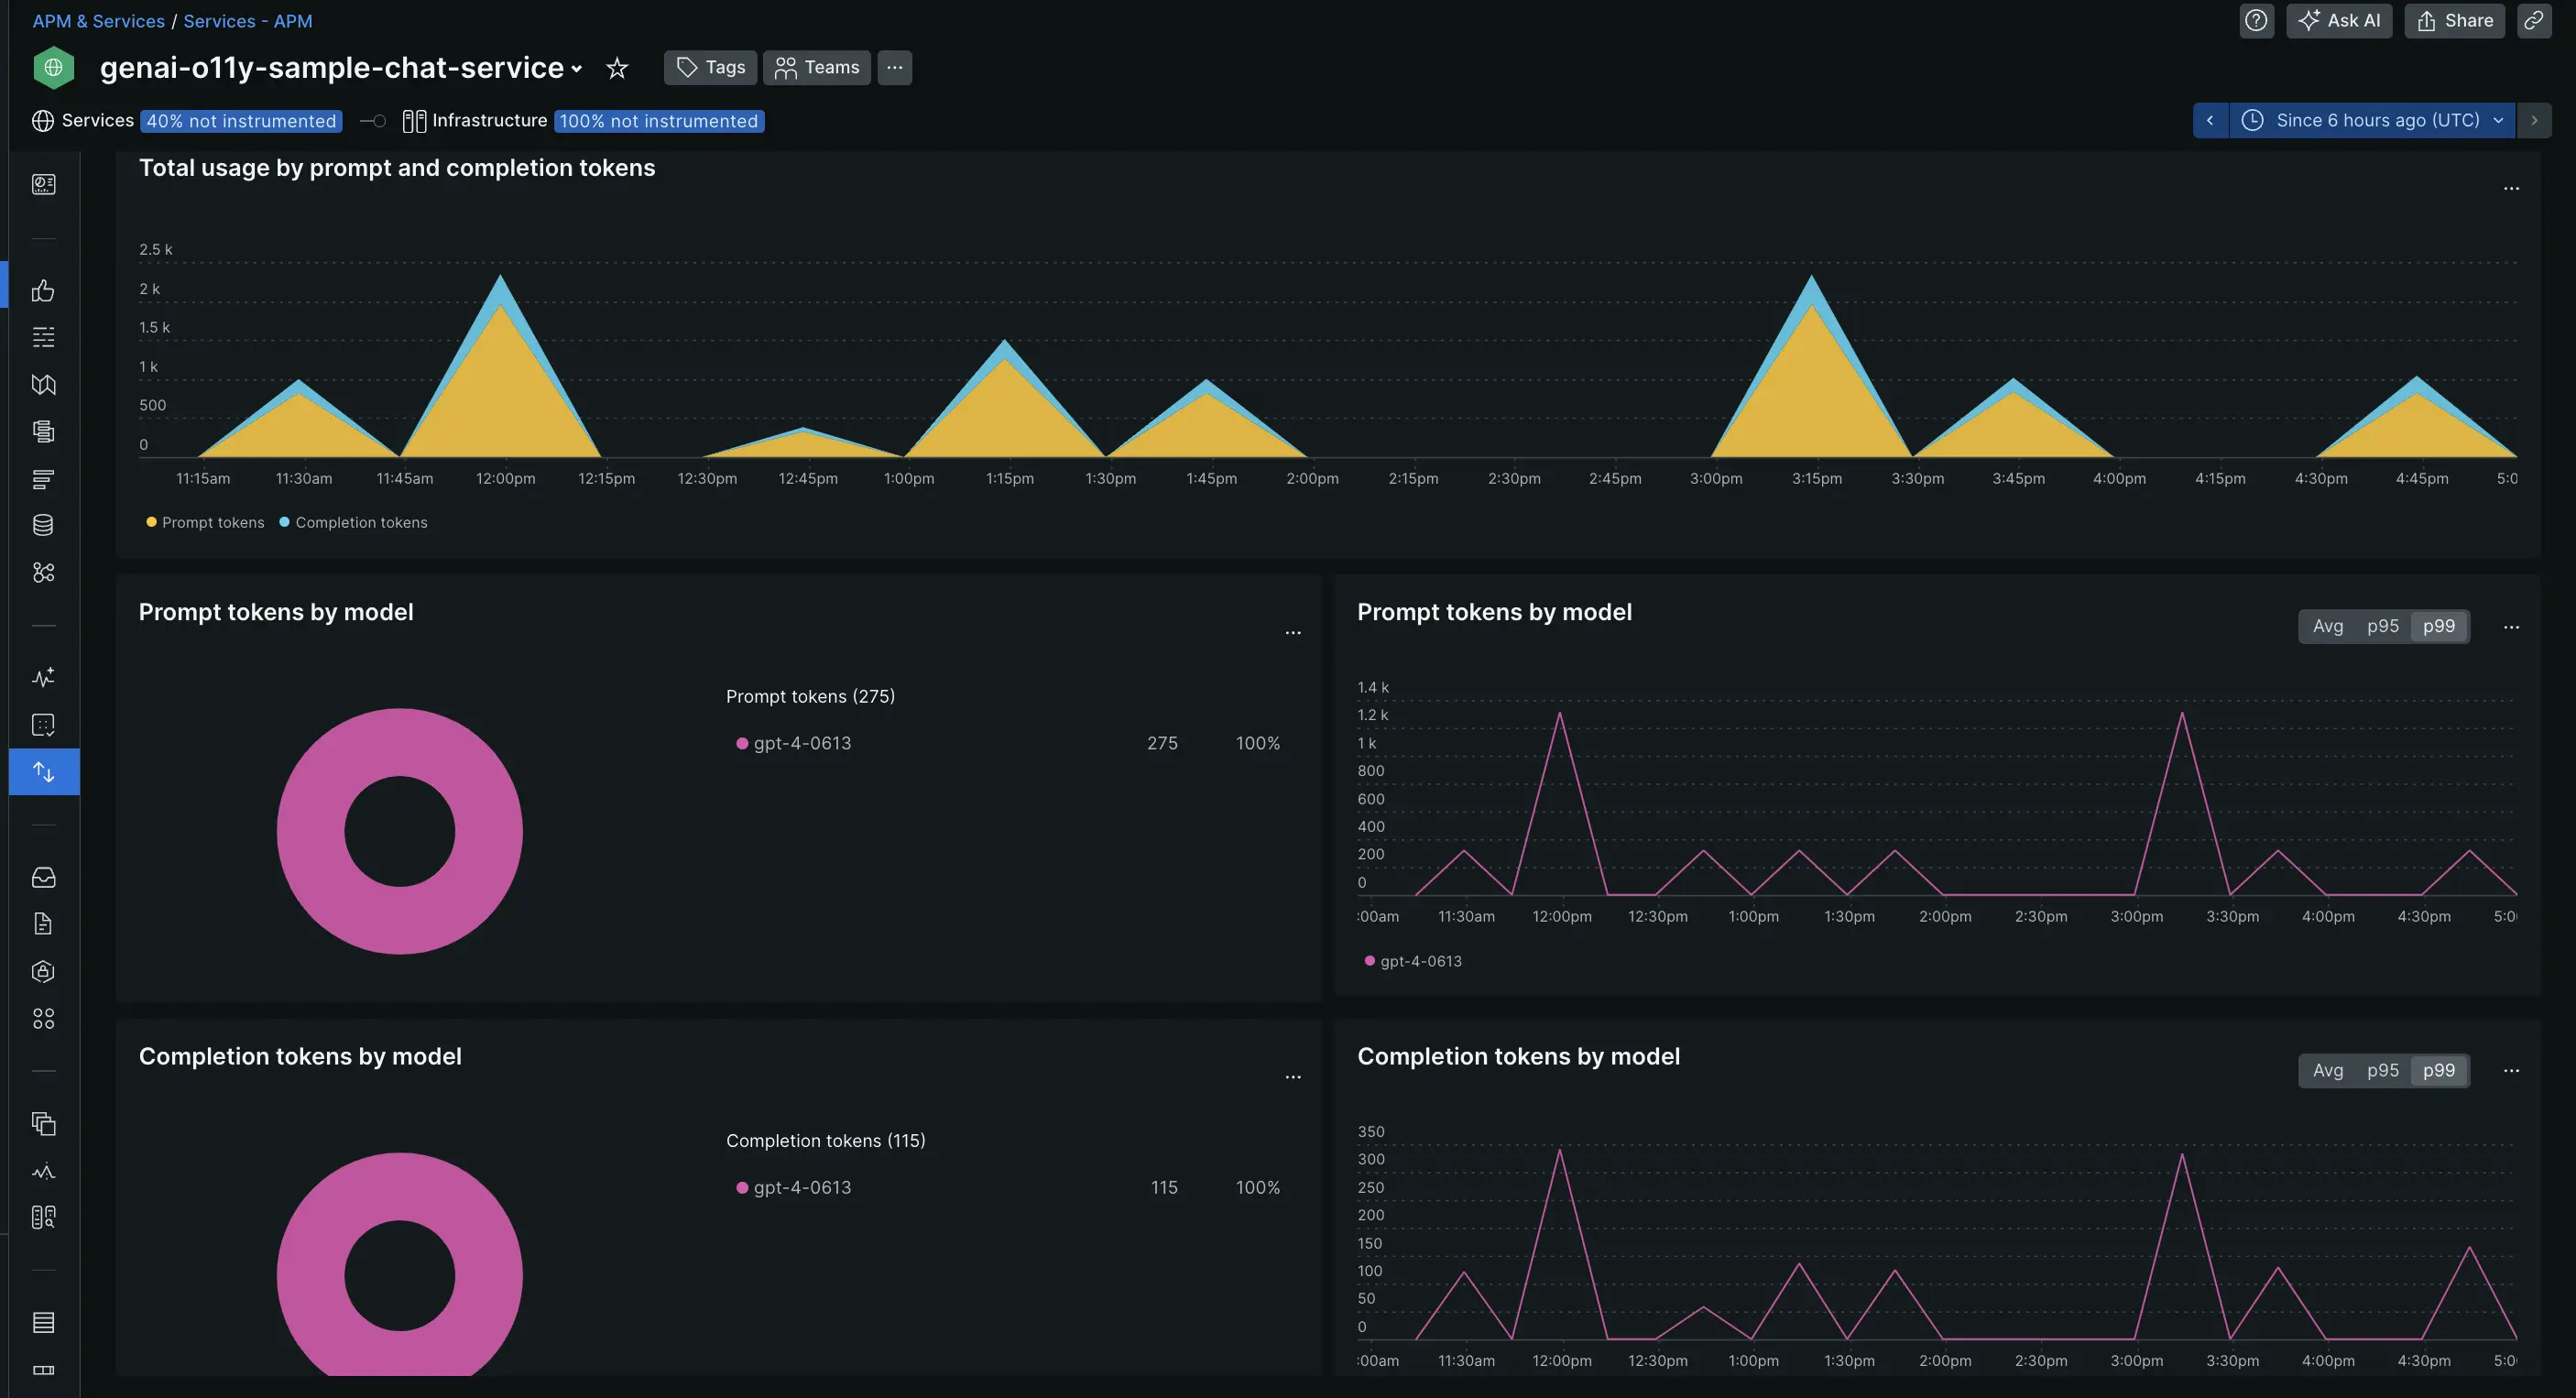 APM & Services / Services - APM
Ask AI
Share
genai-o11y-sample-chat-service
Tags
Teams
Services 40% not instrumented
Infrastructure 100% not instrumented
Since 6 hours ago (UTC)
Total usage by prompt and completion tokens
2.5 k
2 k
1.5 k
1 k
500
0
11:15am 11:30am 11:45am 12:00pm 12:15pm 12:30pm 12:45pm 1:00pm 1:15pm 1:30pm 1:45pm 2:00pm 2:15pm 2:30pm 2:45pm 3:00pm 3:15pm 3:30pm 3:45pm 4:00pm 4:15pm 4:30pm 4:45pm 5:0
Prompt tokens Completion tokens
Prompt tokens by model
Prompt tokens (275)
gpt-4-0613 275 100%
Prompt tokens by model
Avg p95 p99
1.4 k
1.2 k
1 k
800
600
400
200
0
:00am 11:30am 12:00pm 12:30pm 1:00pm 1:30pm 2:00pm 2:30pm 3:00pm 3:30pm 4:00pm 4:30pm 5:0
gpt-4-0613
Completion tokens by model
Completion tokens (115)
gpt-4-0613 115 100%
Completion tokens by model
Avg p95 p99
350
300
250
200
150
100
50
0
:00am 11:30am 12:00pm 12:30pm 1:00pm 1:30pm 2:00pm 2:30pm 3:00pm 3:30pm 4:00pm 4:30pm 5:0